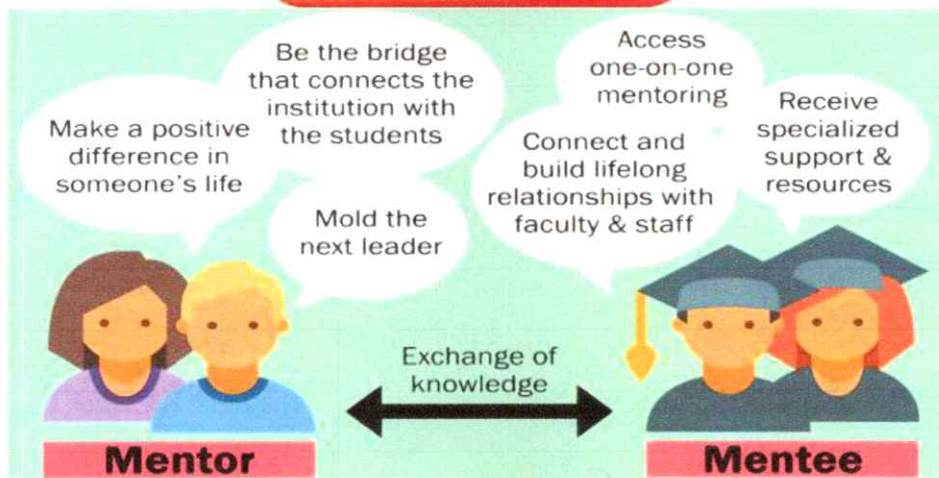 Make a positive
difference in
someone's life
Be the bridge
that connects the
institution with
the students
Mold the
next leader
Access
one-on-one
mentoring
Connect and
build lifelong
relationships with
faculty & staff
Receive
specialized
support &
resources
Exchange of
knowledge
Mentor
Mentee